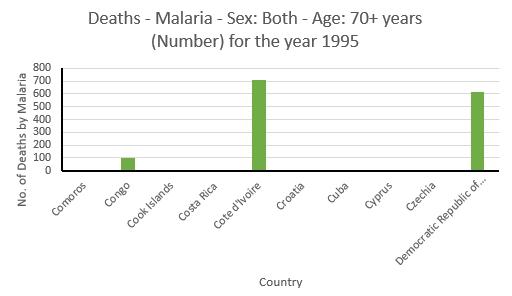 Deaths - Malaria - Sex: Both - Age: 70+ years
(Number) for the year 1995
No. of Deaths by Malaria
800
700
600
500
400
300
200
100
0
Comoros
Congo
Cook Islands
Costa Rica
Cote d'Ivoire
Croatia
Cuba
Cyprus
Czechia
Democratic Republic of...
Country